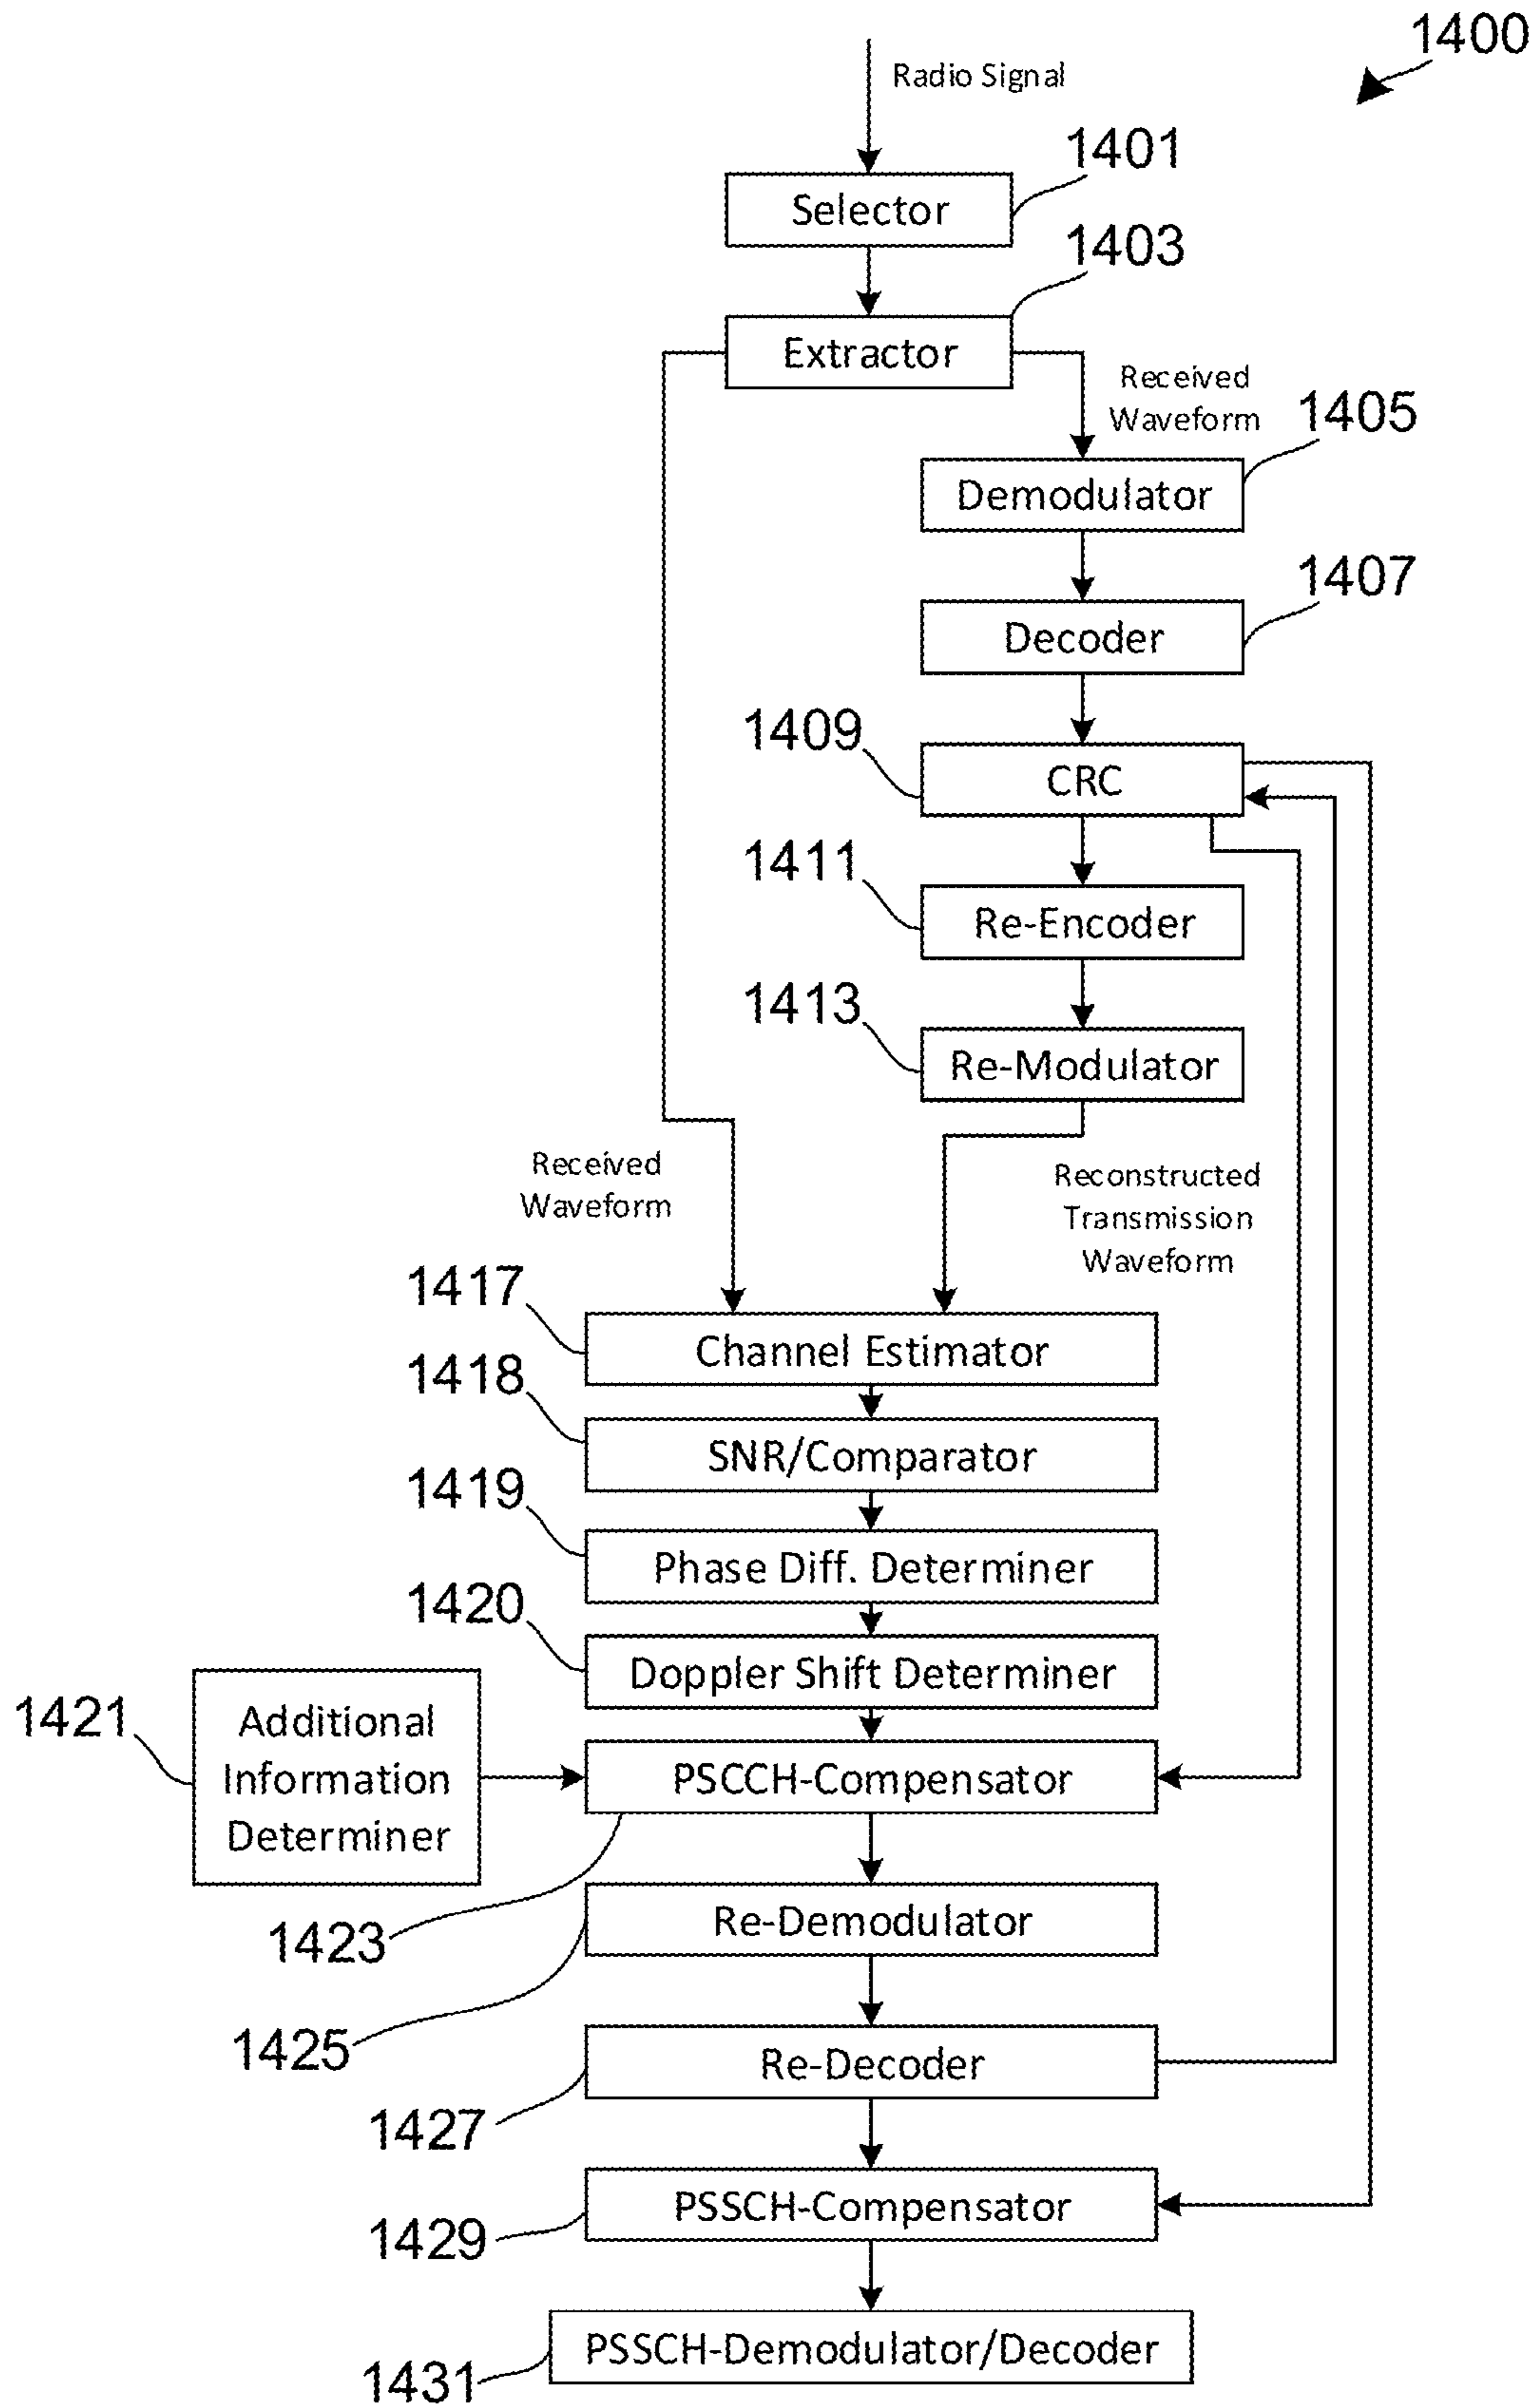 1400
Radio Signal
1401
Selector
1403
Extractor
Received
Waveform
1405
Demodulator
1407
Decoder
1409
CRC
1411
Re-Encoder
1413
Re-Modulator
Received
Waveform
Reconstructed
Transmission
Waveform
1417
Channel Estimator
1418
SNR/Comparator
1419
Phase Diff. Determiner
1420
Doppler Shift Determiner
1421
Additional
Information
Determiner
PSCCH-Compensator
1423
Re-Demodulator
1425
Re-Decoder
1427
PSSCH-Compensator
1429
PSSCH-Demodulator/Decoder
1431